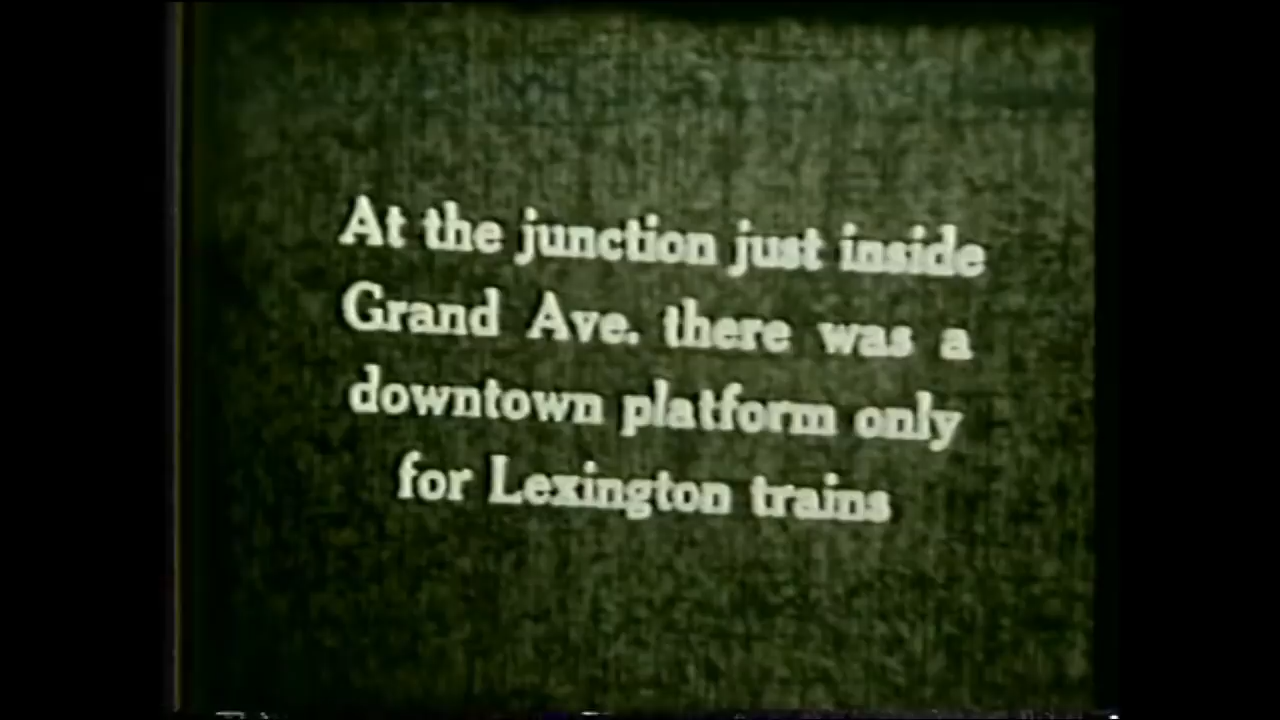 At the junction just inside
Grand Ave. there was a
downtown platform only
for Lexington trains